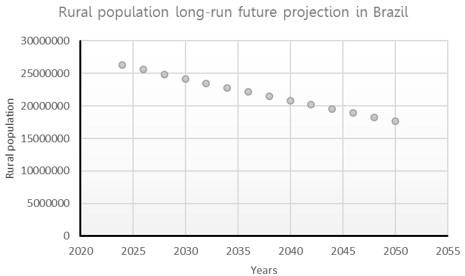 Rural population long-run future projection in Brazil
30000000
25000000
20000000
15000000
10000000
5000000
0
Rural population
2020 2025 2030 2035 2040 2045 2050 2055
Years